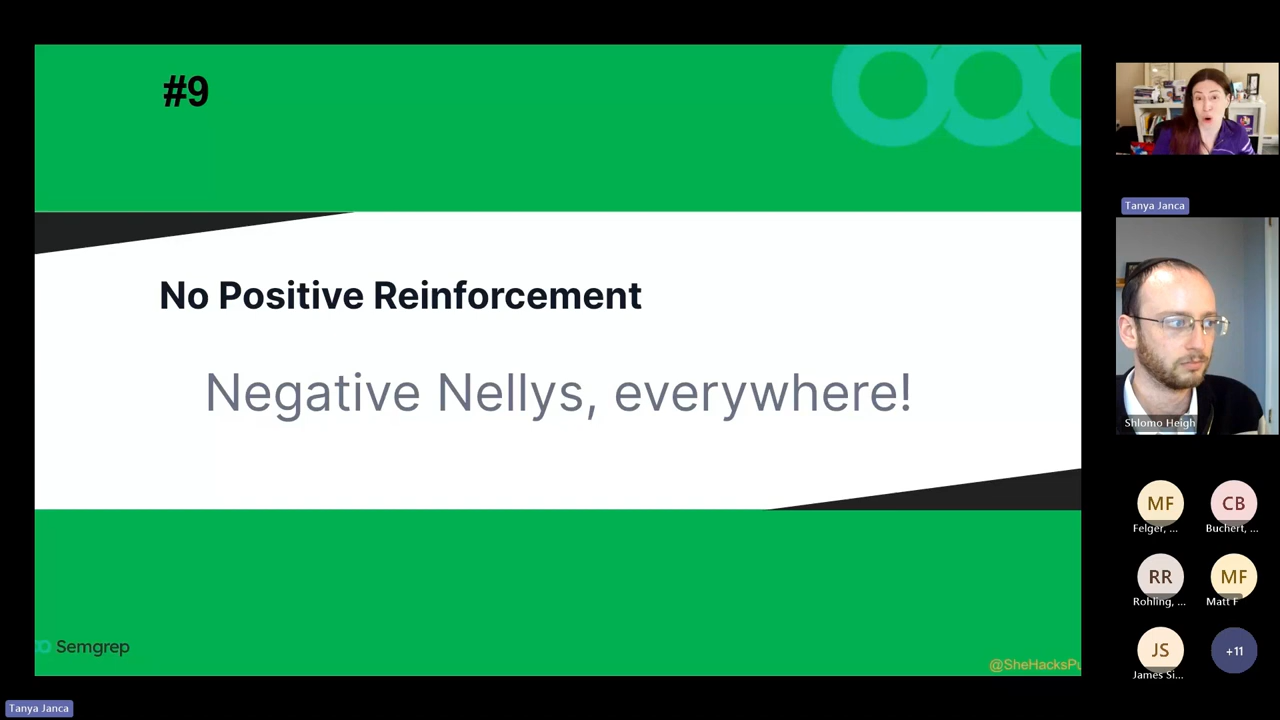 #9
No Positive Reinforcement
Negative Nellys, everywhere!
Semgrep
@SheHacksPu
Tanya Janca
Shlomo Heigh
MF
Felger, ...
CB
Buchert, ...
RR
Rohling, ...
MF
Matt F
JS
James Si...
+11
Tanya Janca